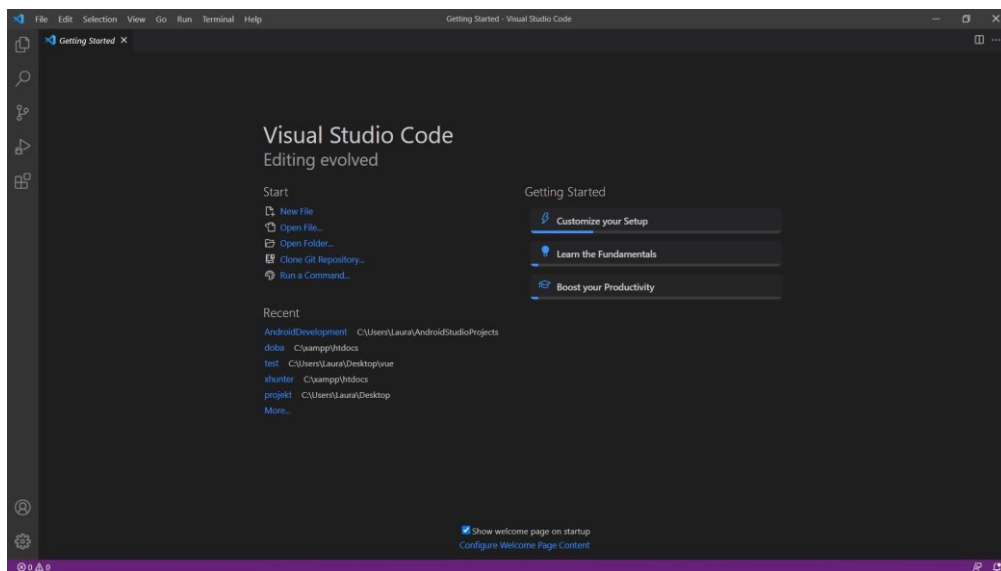 File Edit Selection View Go Run Terminal Help
Getting Started - Visual Studio Code
Getting Started
Visual Studio Code
Editing evolved
Start
New File
Open File...
Open Folder...
Clone Git Repository...
Run a Command...
Recent
AndroidDevelopment C:\Users\Laura\AndroidStudioProjects
doba C:\xampp\htdocs
test C:\Users\Laura\Desktop\vue
xhunter C:\xampp\htdocs
projekt C:\Users\Laura\Desktop
More...
Getting Started
Customize your Setup
Learn the Fundamentals
Boost your Productivity
Show welcome page on startup
Configure Welcome Page Content
0 0